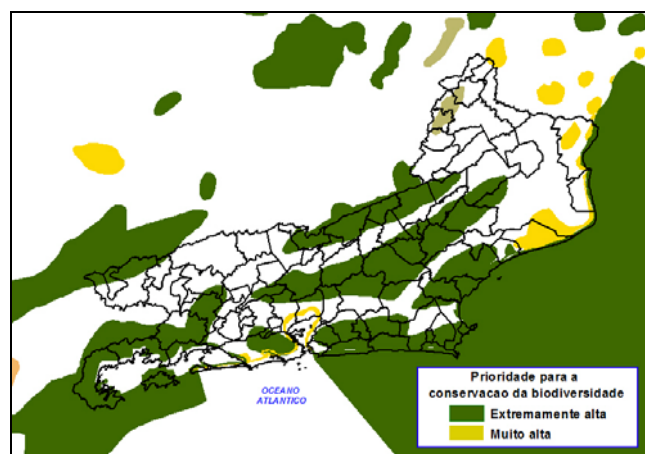 OCEANO
ATLANTICO
Prioridade para a
conservacao da biodiversidade
Extremamente alta
Muito alta